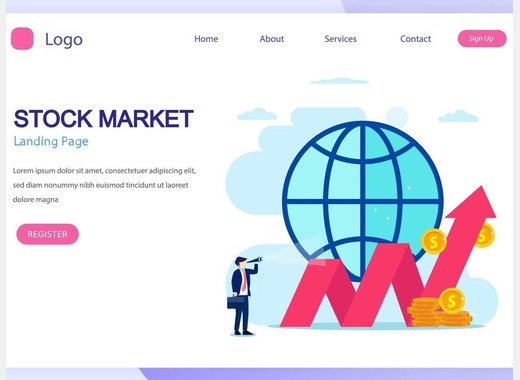 Logo
Home
About
Services
Contact
Sign Up
STOCK MARKET
Landing Page
Lorem ipsum dolor sit amet, consectetuer adipiscing elit,
sed diam nonummy nibh euismod tincidunt ut laoreet
dolore magna
REGISTER
$
$
$